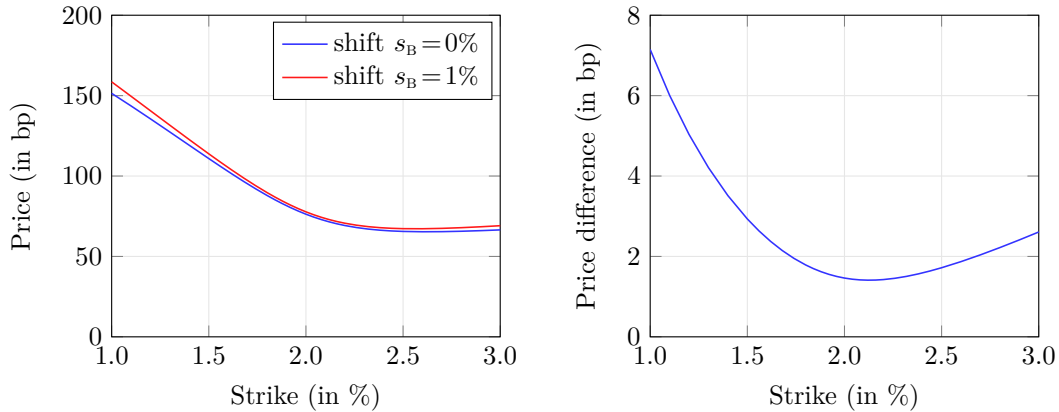 200
150
100
50
0
1.0 1.5 2.0 2.5 3.0
Strike (in %)
Price (in bp)
shift s_B = 0%
shift s_B = 1%
8
6
4
2
0
1.0 1.5 2.0 2.5 3.0
Strike (in %)
Price difference (in bp)